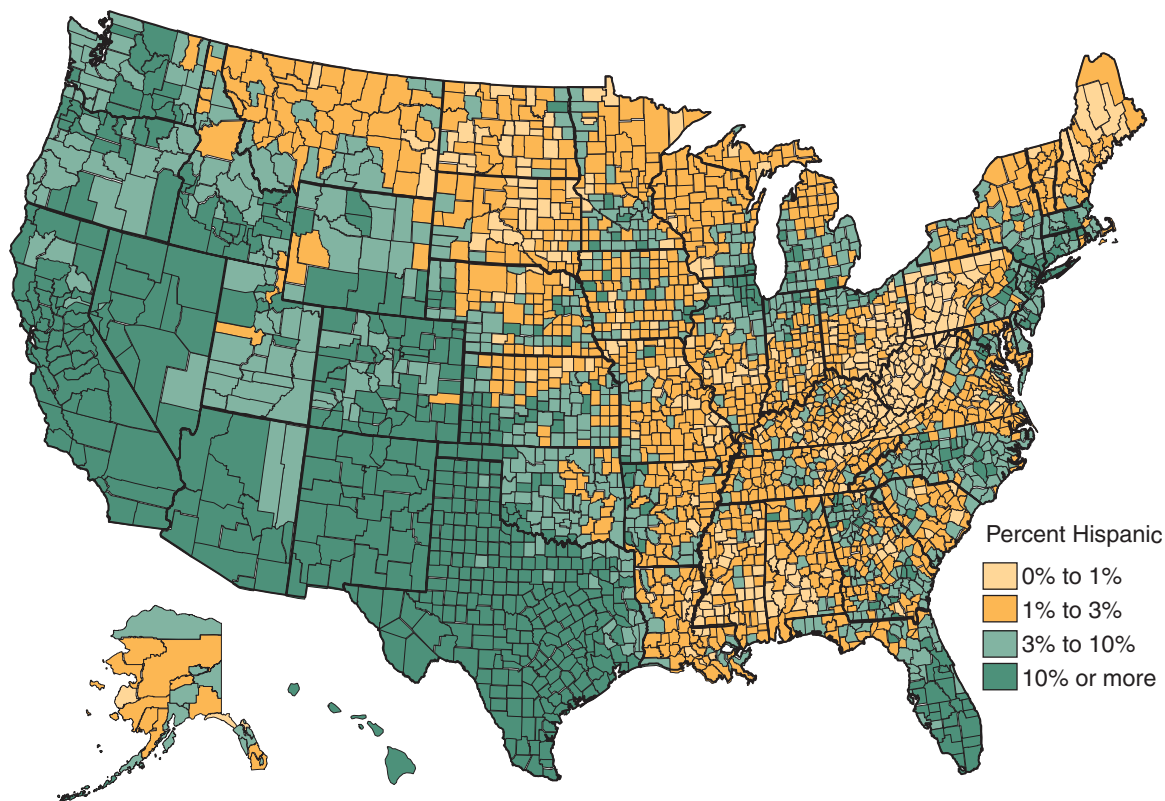 Percent Hispanic
0% to 1%
1% to 3%
3% to 10%
10% or more